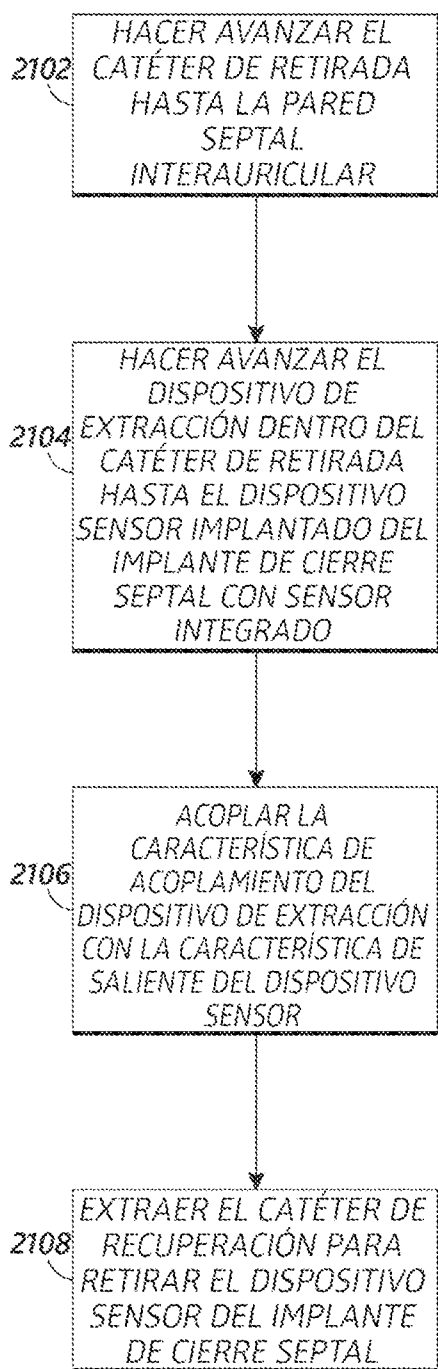 HACER AVANZAR EL
2102
CATÉTER DE RETIRADA
HASTA LA PARED
SEPTAL
INTERAURICULAR
HACER AVANZAR EL
DISPOSITIVO DE
2104
EXTRACCIÓN DENTRO DEL
CATÉTER DE RETIRADA
HASTA EL DISPOSITIVO
SENSOR IMPLANTADO DEL
IMPLANTE DE CIERRE
SEPTAL CON SENSOR
INTEGRADO
ACOPLAR LA
CARACTERÍSTICA DE
2106
ACOPLAMIENTO DEL
DISPOSITIVO DE EXTRACCIÓN
CON LA CARACTERÍSTICA DE
SALIENTE DEL DISPOSITIVO
SENSOR
EXTRAER EL CATÉTER DE
2108
RECUPERACIÓN PARA
RETIRAR EL DISPOSITIVO
SENSOR DEL IMPLANTE
DE CIERRE SEPTAL